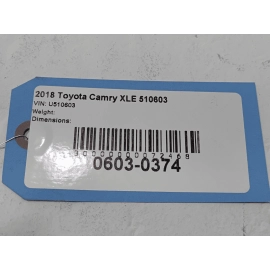 2018 Toyota Camry XLE 510603
VIN: U510603
Weight:
Dimensions:
0603-0374